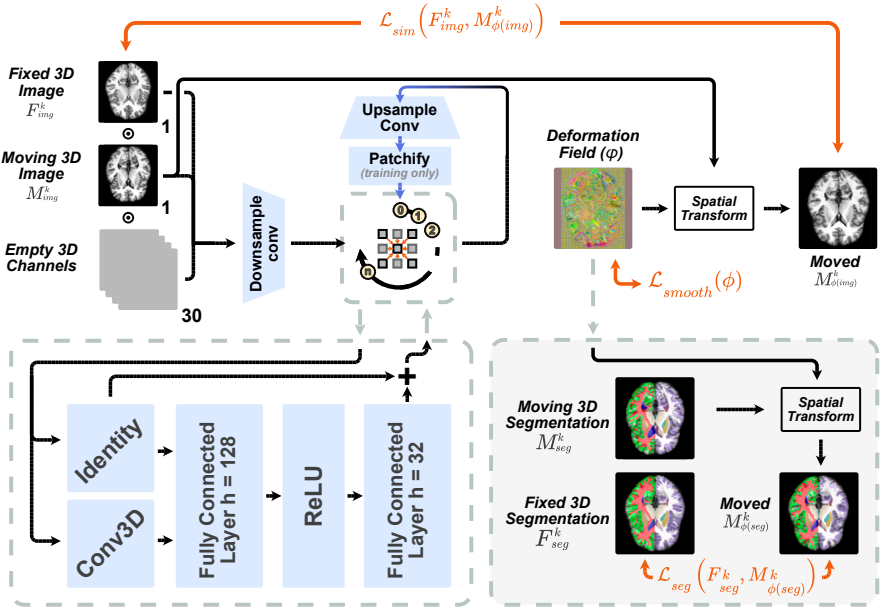 ℒ_sim(F^k_img, M^k_ϕ(img))
Fixed 3D
Image
F^k_img
⊙
1
Moving 3D
Image
M^k_img
⊙
1
Empty 3D
Channels
30
Downsample
conv
Upsample
Conv
Patchify
(training only)
0
1
2
n
Deformation
Field (φ)
ℒ_smooth(ϕ)
Spatial
Transform
Moved
M^k_ϕ(img)
Identity
Conv3D
Fully Connected
Layer h = 128
ReLU
+
Fully Connected
Layer h = 32
Moving 3D
Segmentation
M^k_seg
Spatial
Transform
Fixed 3D
Segmentation
F^k_seg
Moved
M^k_ϕ(seg)
ℒ_seg(F^k_seg, M^k_ϕ(seg))